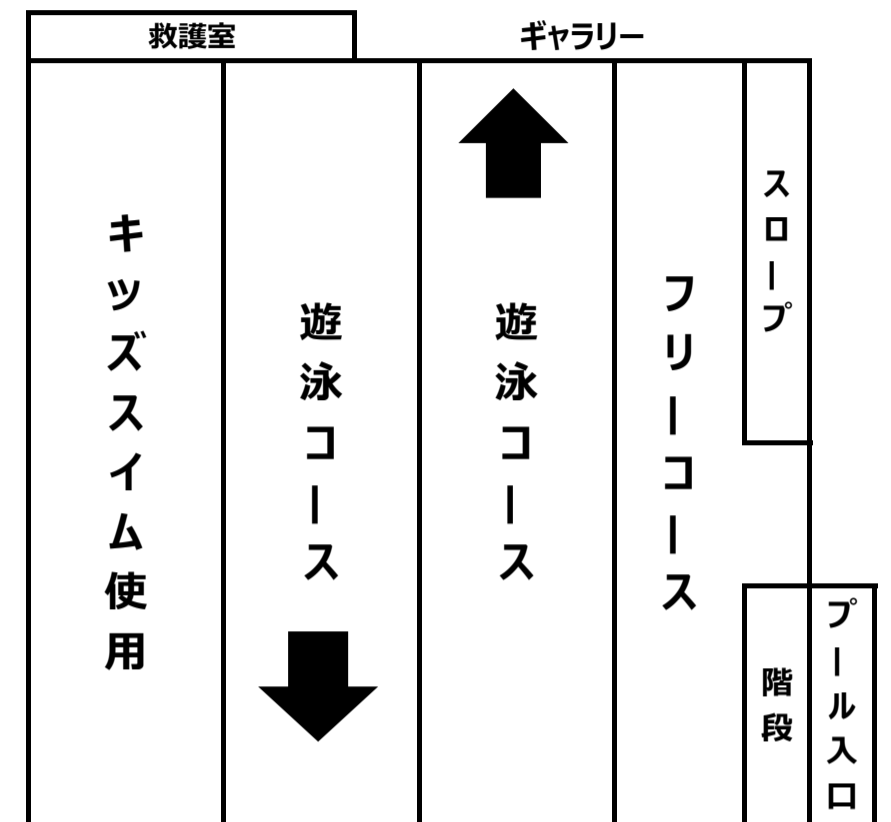 救護室
ギャラリー
キッズスイム使用
遊泳コース
遊泳コース
フリーコース
スロープ
階段
プール入口